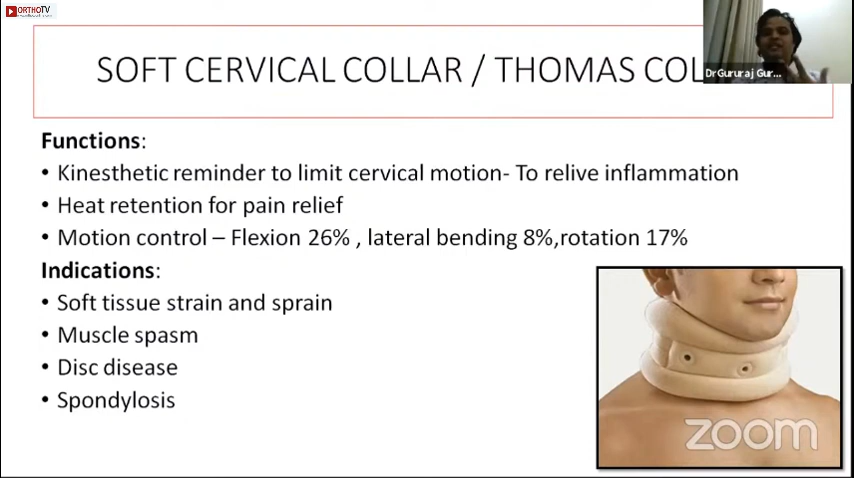 ORTHOTV
SOFT CERVICAL COLLAR / THOMAS COL
Dr Gururaj Gur...
Functions:
• Kinesthetic reminder to limit cervical motion- To relive inflammation
• Heat retention for pain relief
• Motion control – Flexion 26% , lateral bending 8%,rotation 17%
Indications:
• Soft tissue strain and sprain
• Muscle spasm
• Disc disease
• Spondylosis
zoom